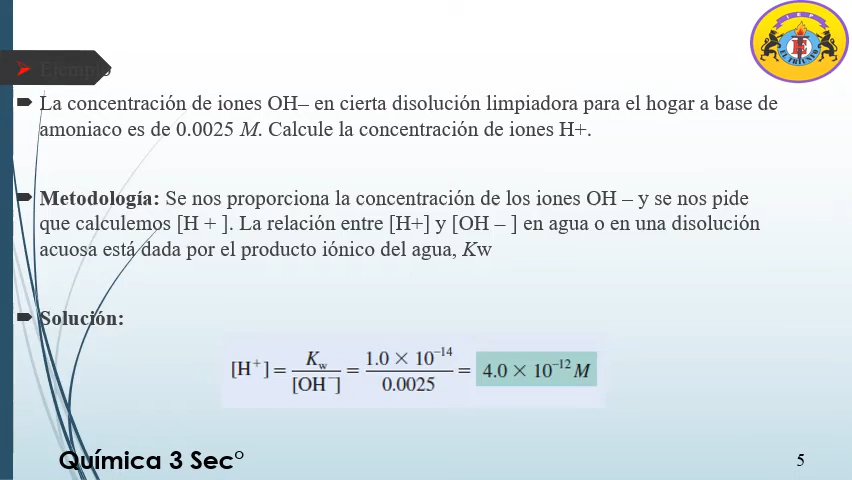 Ejemplo
La concentración de iones OH– en cierta disolución limpiadora para el hogar a base de
amoniaco es de 0.0025 M. Calcule la concentración de iones H+.
Metodología: Se nos proporciona la concentración de los iones OH – y se nos pide
que calculemos [H + ]. La relación entre [H+] y [OH – ] en agua o en una disolución
acuosa está dada por el producto iónico del agua, Kw
Solución:
[H⁺] = Kw / [OH⁻] = 1.0 × 10⁻¹⁴ / 0.0025 = 4.0 × 10⁻¹² M
Química 3 Sec°
5
I E P
E
EL TRIUNFO